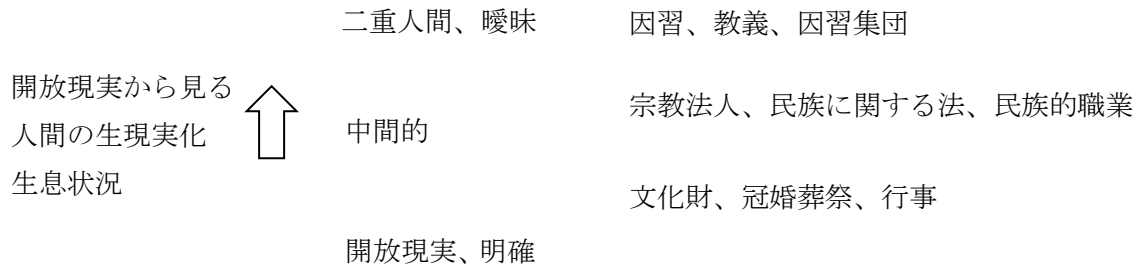 二重人間、曖昧
因習、教義、因習集団
開放現実から見る
人間の生現実化
生息状況
中間的
宗教法人、民族に関する法、民族的職業
文化財、冠婚葬祭、行事
開放現実、明確